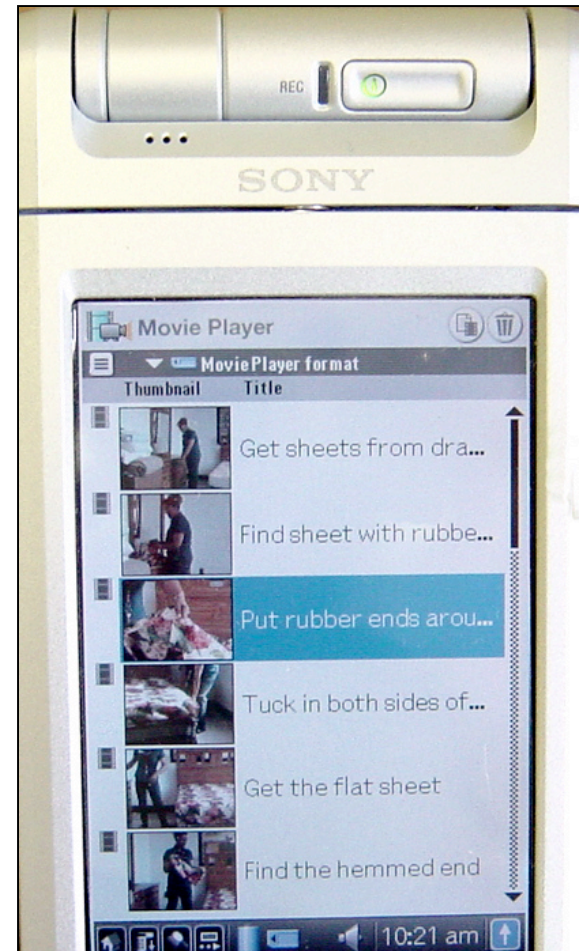 REC
SONY
Movie Player
MoviePlayer format
Thumbnail Title
Get sheets from dra...
Find sheet with rubbe...
Put rubber ends arou...
Tuck in both sides of...
Get the flat sheet
Find the hemmed end
10:21 am